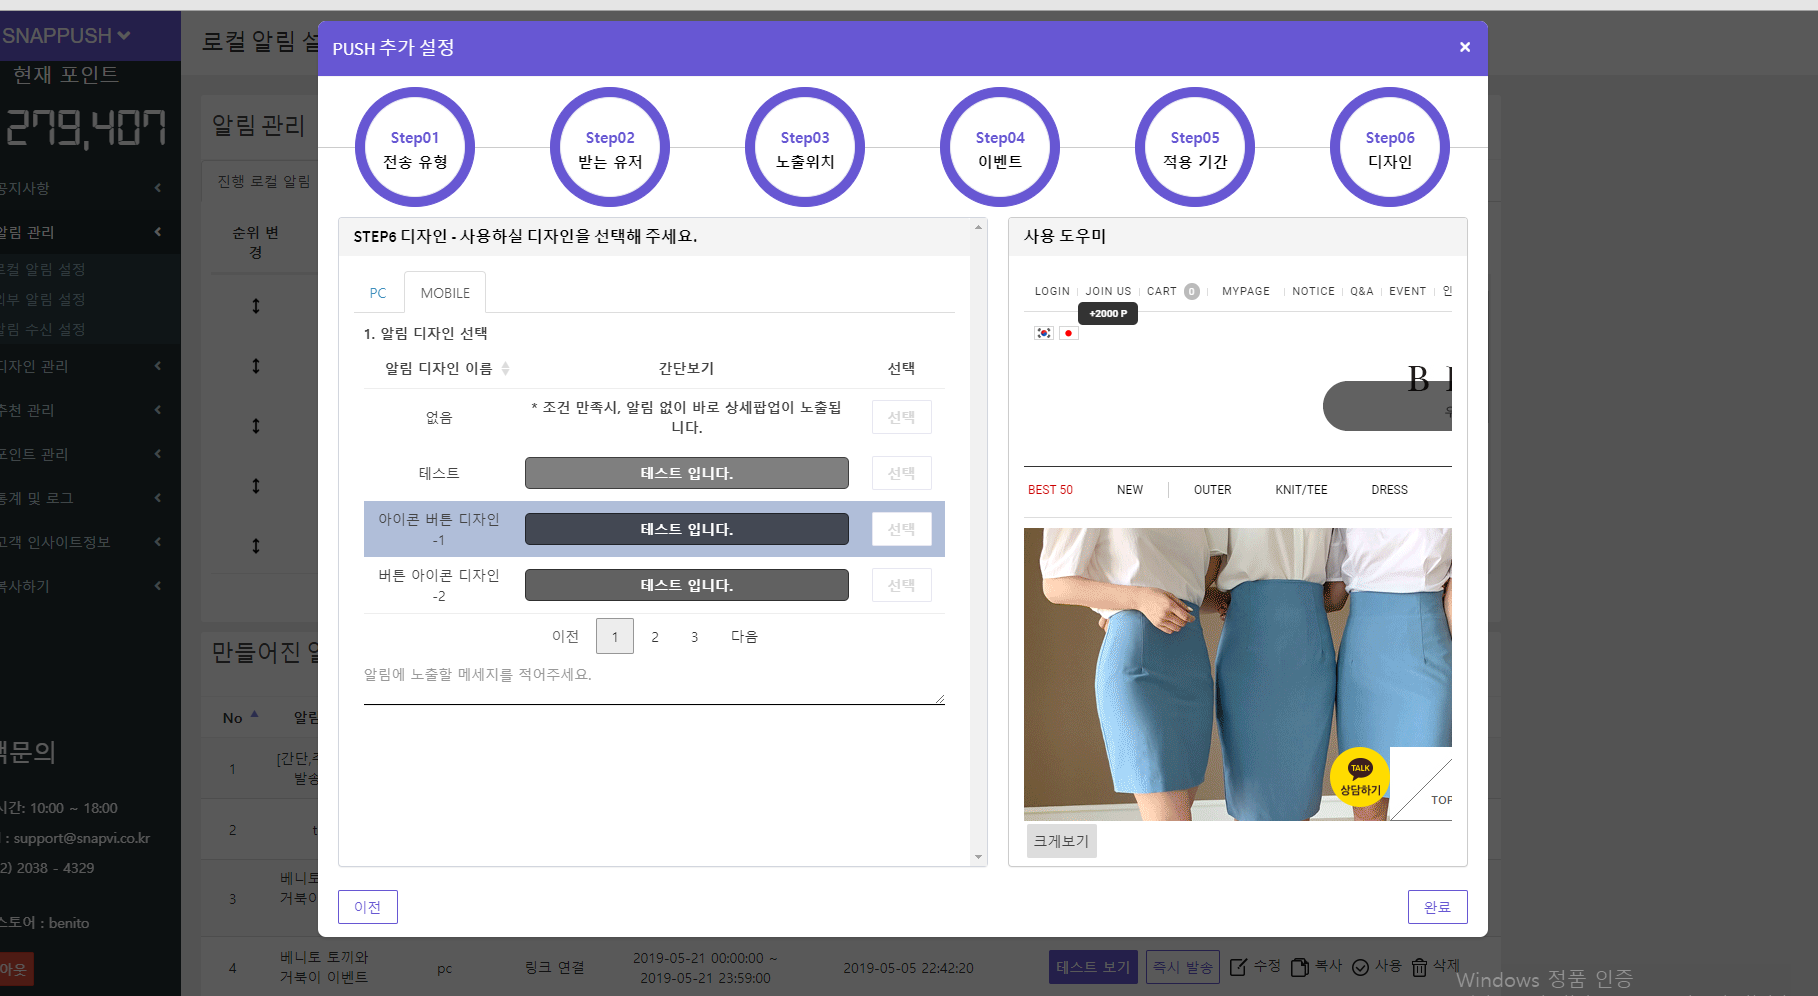 SNAPPUSH
현재 포인트
279,407
공지사항
알림 관리
로컬 알림 설정
외부 알림 설정
알림 수신 설정
디자인 관리
추천 관리
포인트 관리
통계 및 로그
고객 인사이트정보
복사하기
시간: 10:00 ~ 18:00
: support@snapvi.co.kr
2) 2038 - 4329
스토어 : benito
아웃
로컬 알림
알림 관리
진행 로컬 알림
순위 변
경
만들어진
No
1
[간단,
2
3
베니토
4
베니토 토끼와
거북이 이벤트
pc
링크 연결
2019-05-21 00:00:00 ~
2019-05-21 23:59:00
2019-05-05 22:42:20
테스트 보기
즉시 발송
수정
복사
사용
삭제
Windows 정품 인증
PUSH 추가 설정
×
Step01
전송 유형
Step02
받는 유저
Step03
노출위치
Step04
이벤트
Step05
적용 기간
Step06
디자인
STEP6 디자인 - 사용하실 디자인을 선택해 주세요.
PC
MOBILE
1. 알림 디자인 선택
알림 디자인 이름
간단보기
선택
없음
* 조건 만족시, 알림 없이 바로 상세팝업이 노출됩
니다.
선택
테스트
테스트 입니다.
선택
아이콘 버튼 디자인
-1
테스트 입니다.
선택
버튼 아이콘 디자인
-2
테스트 입니다.
선택
이전 1 2 3 다음
알림에 노출할 메세지를 적어주세요.
사용 도우미
LOGIN JOIN US CART 0 MYPAGE NOTICE Q&A EVENT 인
+2000 P
B
BEST 50 NEW OUTER KNIT/TEE DRESS
TALK
상담하기
TOP
크게보기
이전
완료